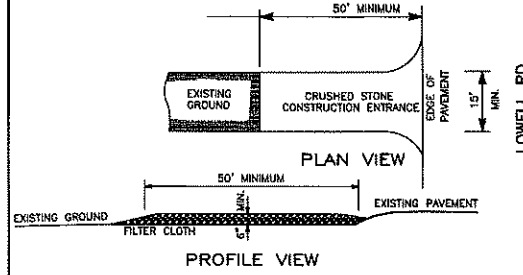 50' MINIMUM
EXISTING
GROUND
CRUSHED STONE
CONSTRUCTION ENTRANCE
EDGE OF
PAVEMENT
15'
MIN.
LOWELL RD
PLAN VIEW
50' MINIMUM
EXISTING GROUND
MIN.
6"
EXISTING PAVEMENT
FILTER CLOTH
PROFILE VIEW